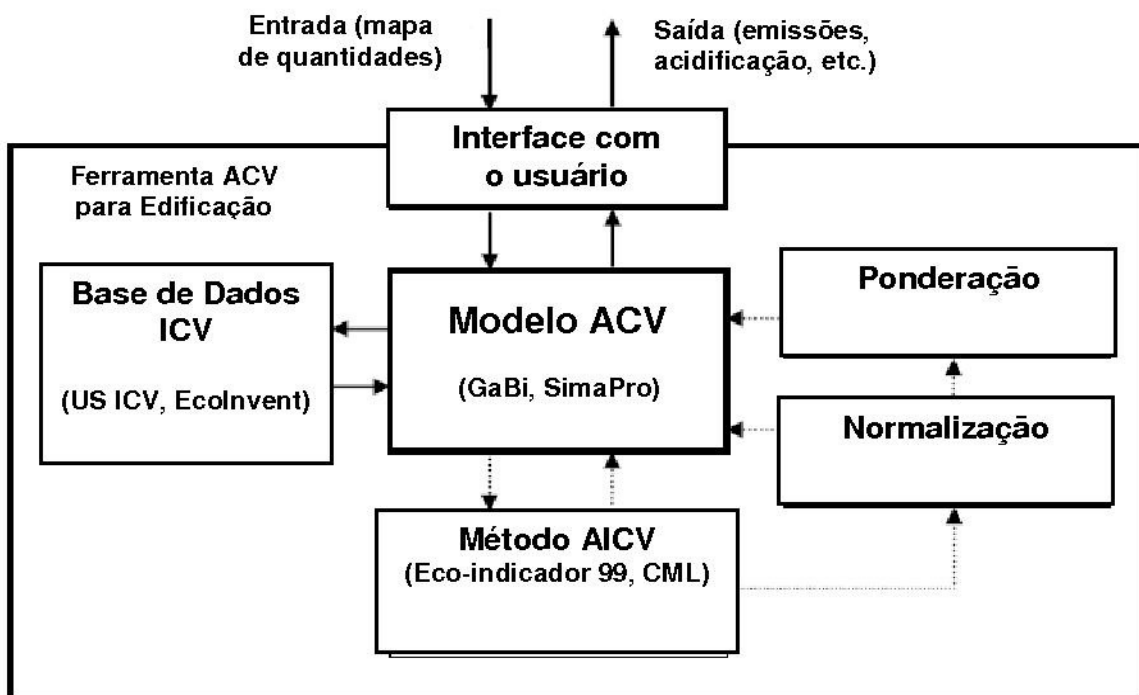 Entrada (mapa
de quantidades)
Saída (emissões,
acidificação, etc.)
Interface com
o usuário
Ferramenta ACV
para Edificação
Base de Dados
ICV
(US ICV, EcoInvent)
Modelo ACV
(GaBi, SimaPro)
Ponderação
Normalização
Método AICV
(Eco-indicador 99, CML)